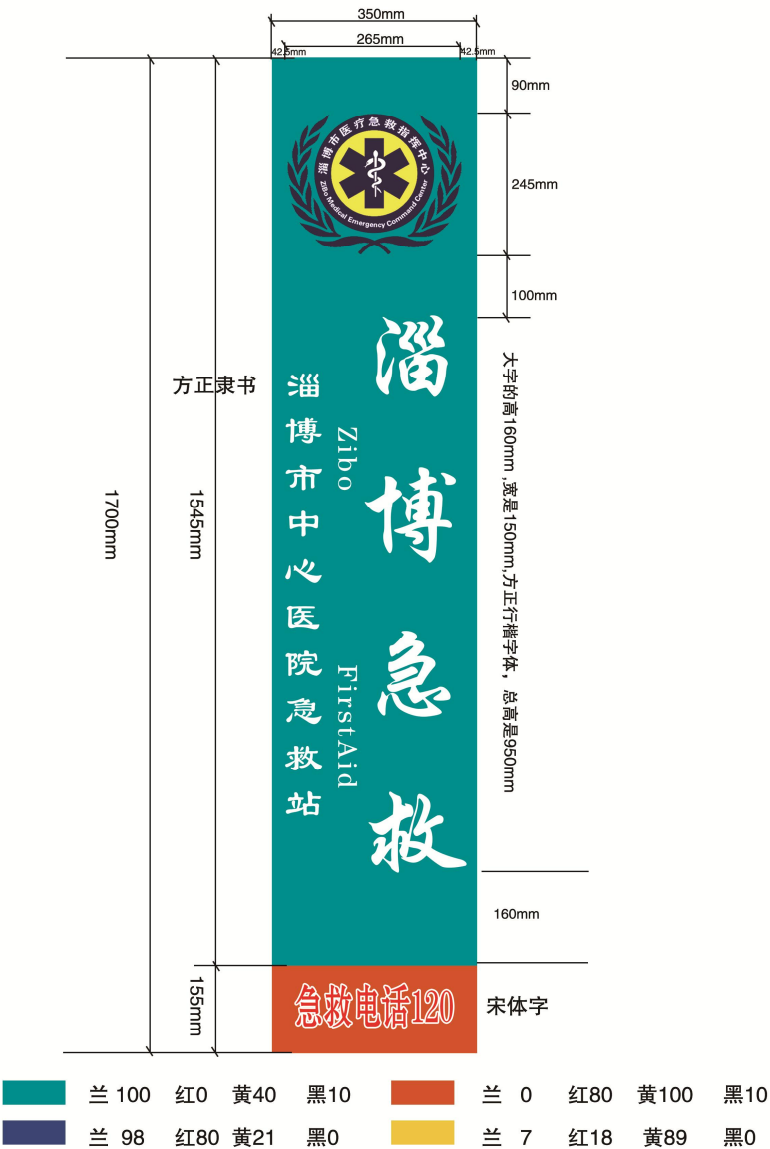 350mm
265mm
42.5mm
42.5mm
90mm
245mm
100mm
淄博市医疗急救指挥中心
ZiBo Medical Emergency Command Center
淄博急救
Zibo
FirstAid
淄博市中心医院急救站
方正隶书
大字的高160mm ,宽是150mm,方正行楷字体，总高是950mm
1700mm
1545mm
160mm
155mm
急救电话120
宋体字
兰 100 红0 黄40 黑10
兰 0 红80 黄100 黑10
兰 98 红80 黄21 黑0
兰 7 红18 黄89 黑0